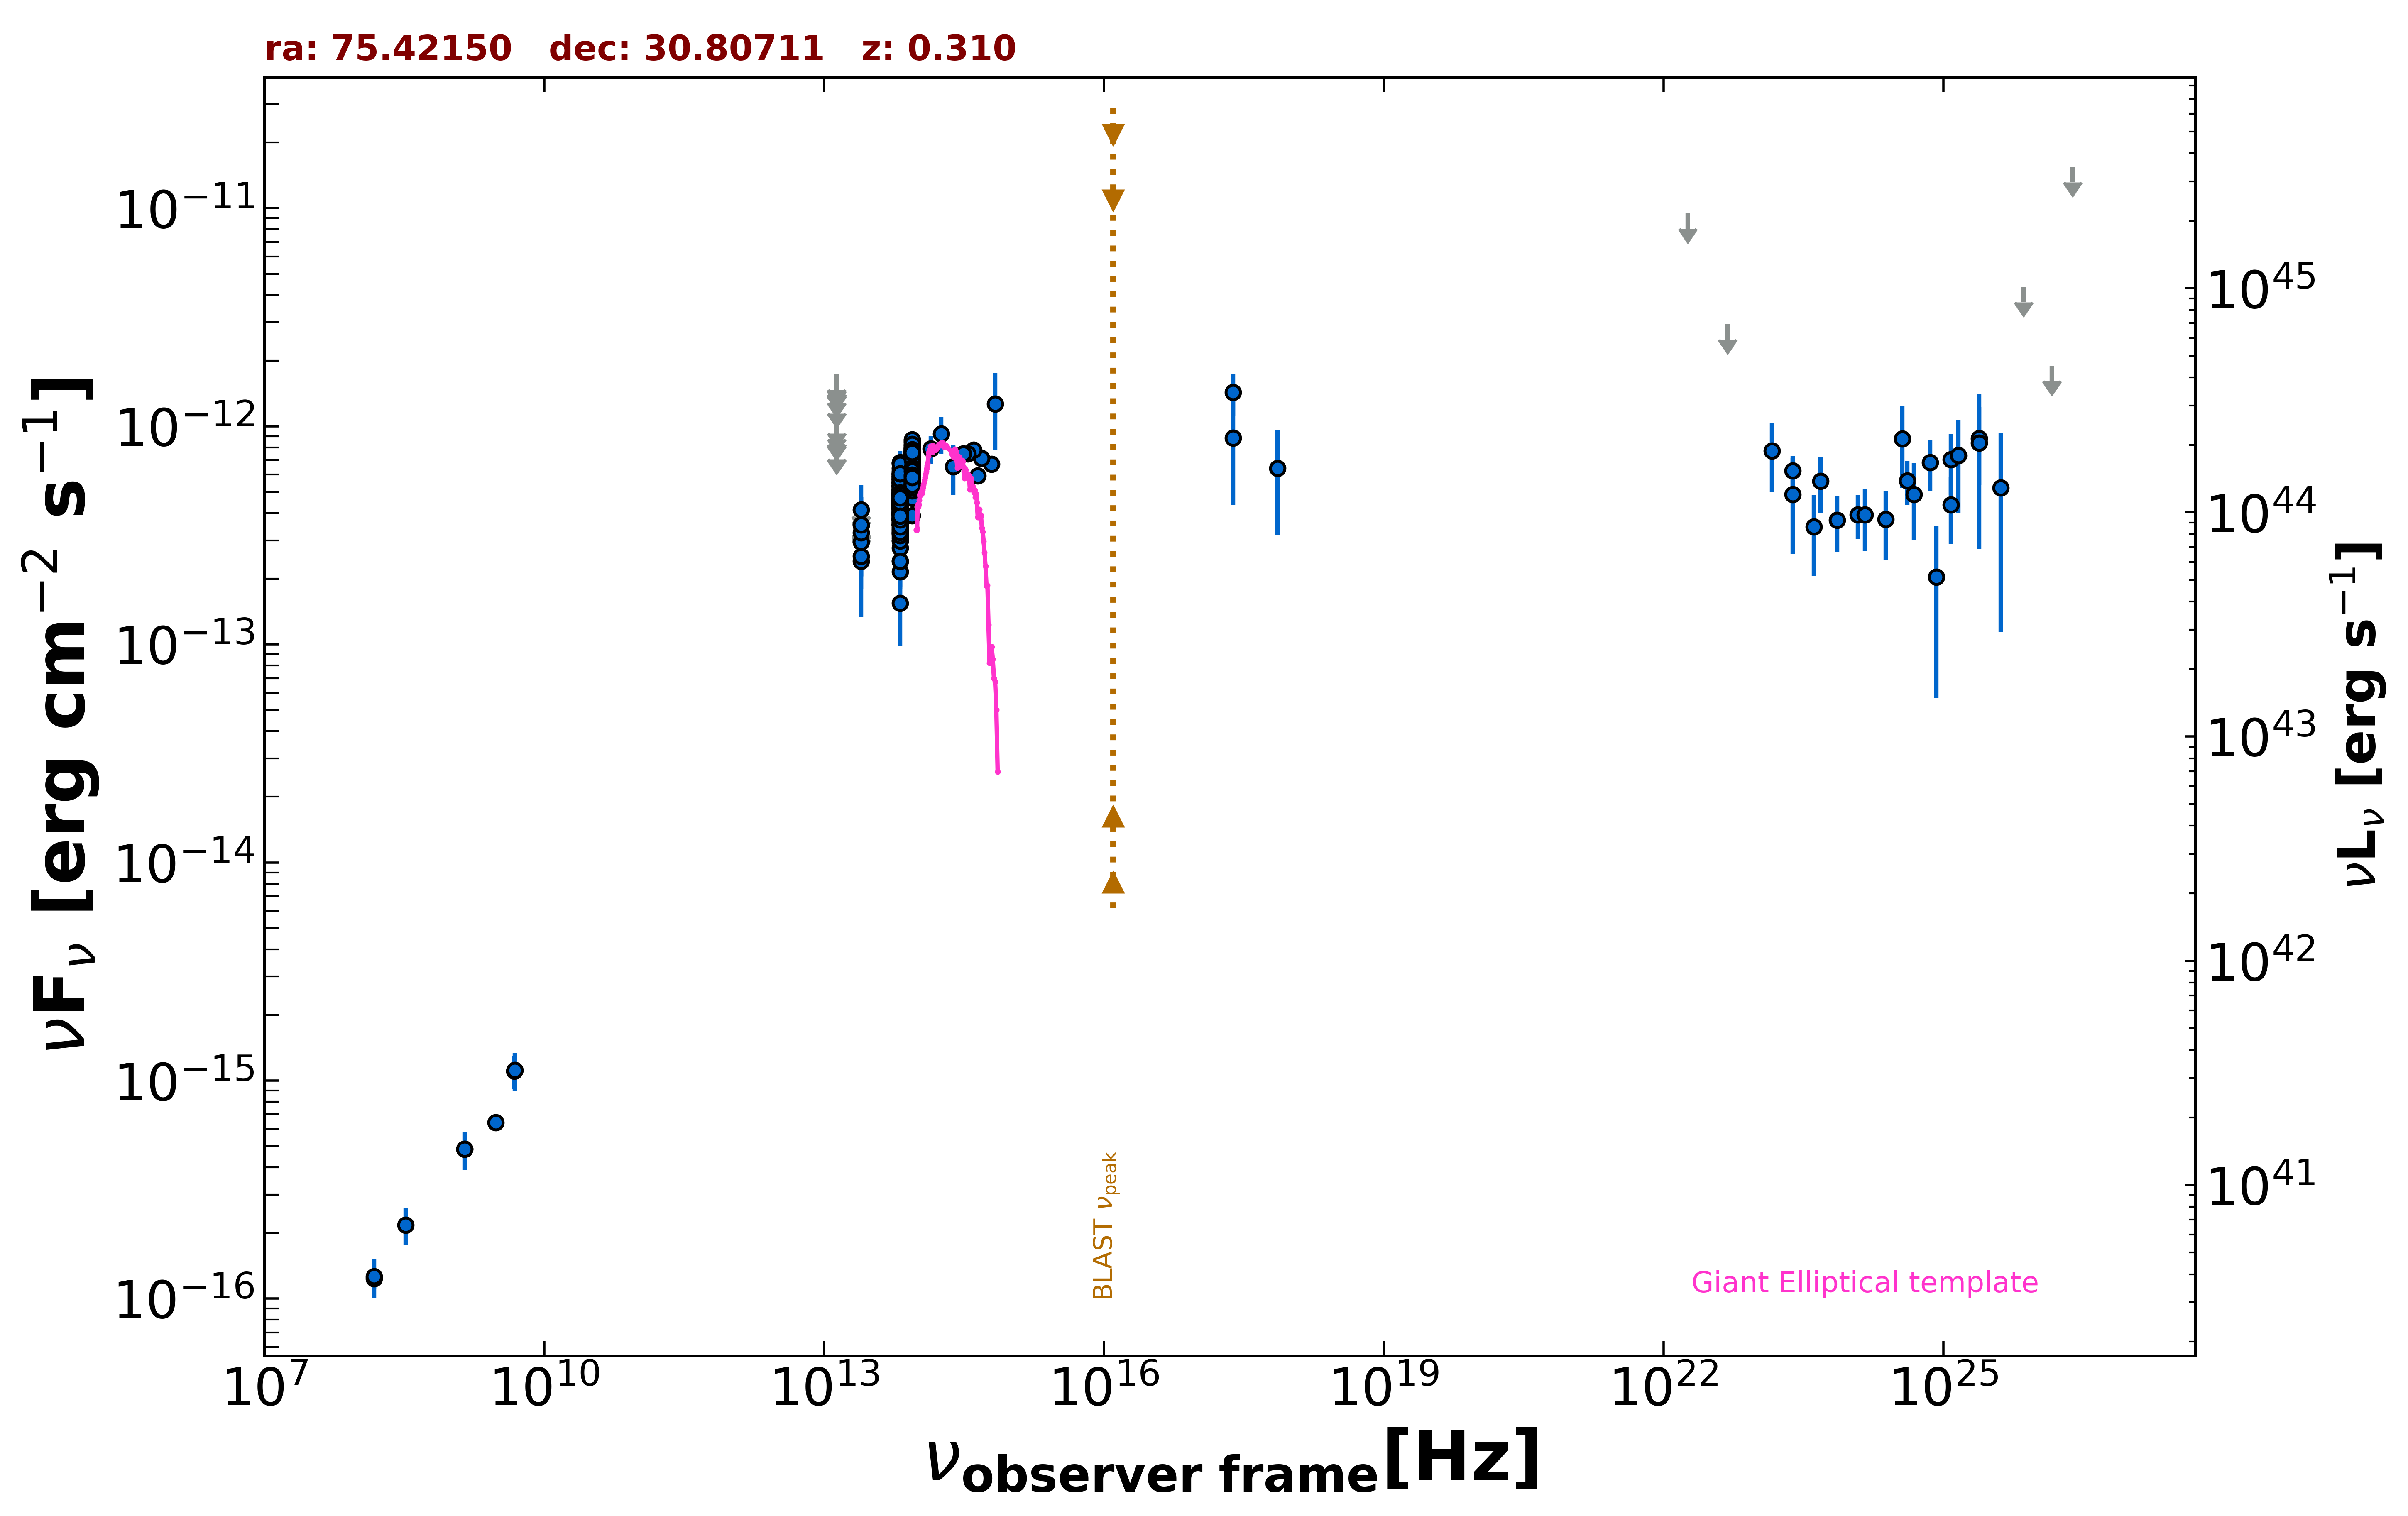 ra: 75.42150 dec: 30.80711 z: 0.310
νF_ν [erg cm⁻² s⁻¹]
10⁻¹¹
10⁻¹²
10⁻¹³
10⁻¹⁴
10⁻¹⁵
10⁻¹⁶
BLAST ν_peak
Giant Elliptical template
10⁴⁵
10⁴⁴
10⁴³
10⁴²
10⁴¹
νL_ν [erg s⁻¹]
10⁷ 10¹⁰ 10¹³ 10¹⁶ 10¹⁹ 10²² 10²⁵
ν_observer frame [Hz]